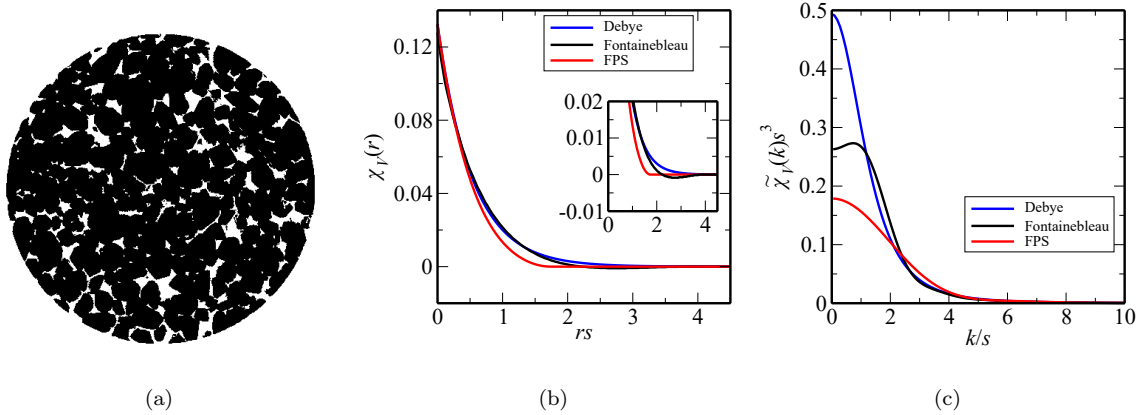 0.12
0.08
0.04
0
χ_V(r)
Debye
Fontainebleau
FPS
0.02
0.01
0
-0.01
0 2 4
0 1 2 3 4
rs
0.5
0.4
0.3
0.2
0.1
0
χ̃_V(k)s³
Debye
Fontainebleau
FPS
0 2 4 6 8 10
k/s
(a) (b) (c)